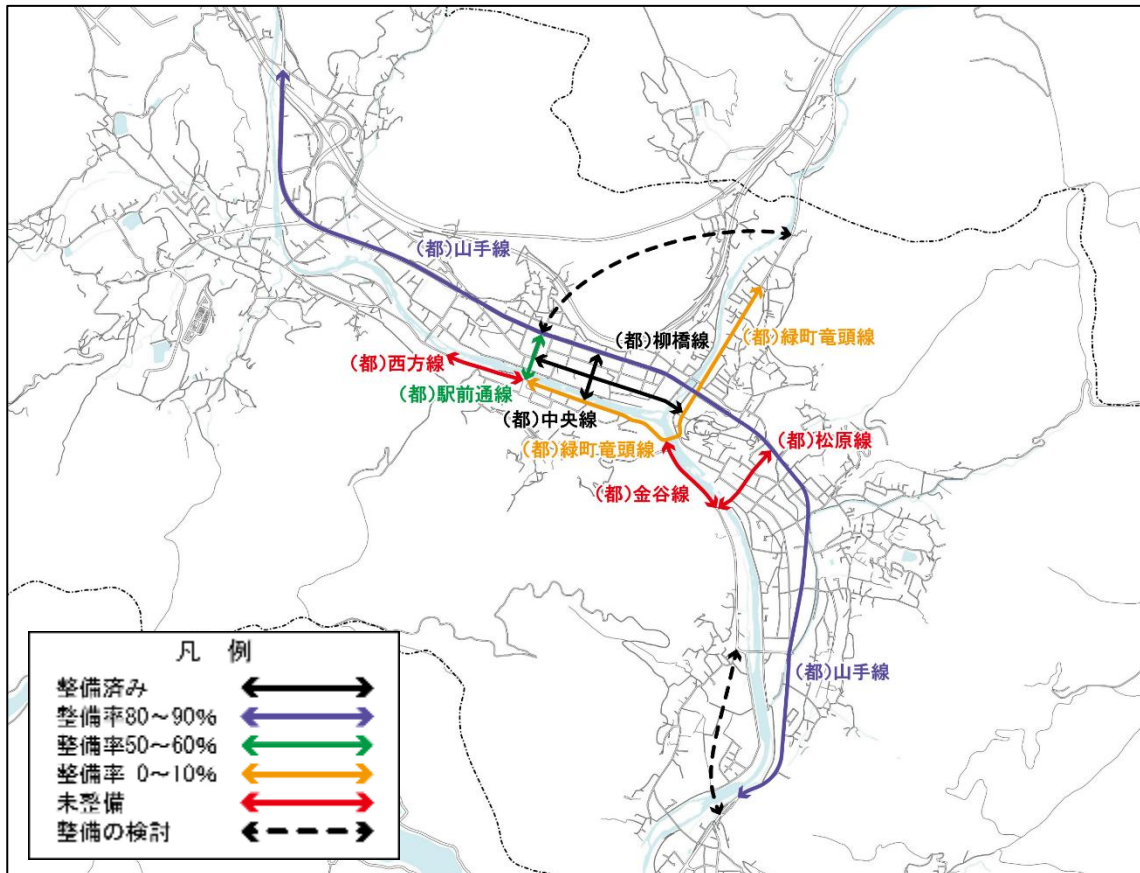 (都)山手線
(都)柳橋線
(都)緑町竜頭線
(都)西方線
(都)駅前通線
(都)中央線
(都)緑町竜頭線
(都)松原線
(都)金谷線
(都)山手線
凡 例
整備済み
整備率80~90%
整備率50~60%
整備率 0~10%
未整備
整備の検討